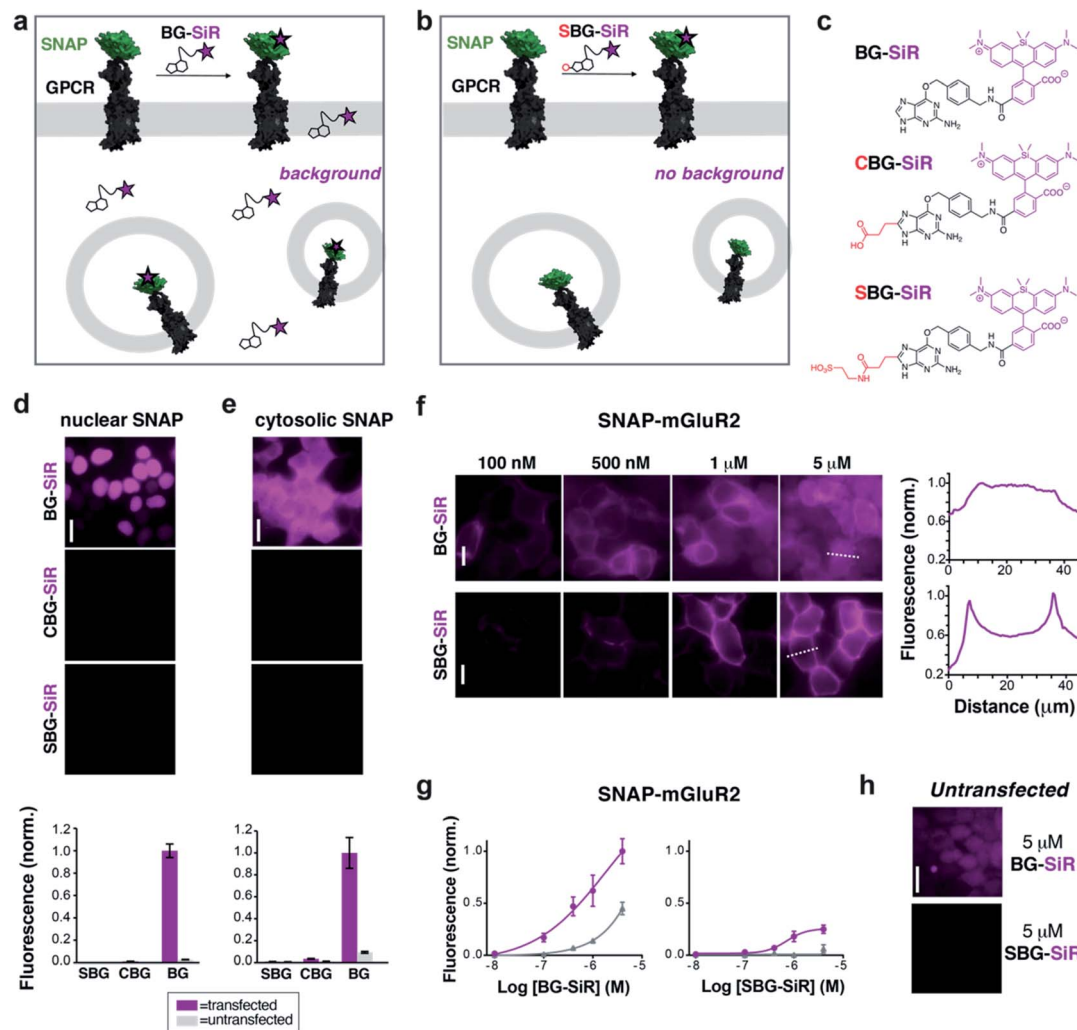 a
SNAP
BG-SiR
GPCR
background
b
SNAP
SBG-SiR
GPCR
no background
c
BG-SiR
CBG-SiR
SBG-SiR
d
nuclear SNAP
BG-SiR
CBG-SiR
SBG-SiR
e
cytosolic SNAP
Fluorescence (norm.)
1.2
1.0
0.8
0.6
0.4
0.2
0.0
SBG CBG BG
1.2
1.0
0.8
0.6
0.4
0.2
0.0
SBG CBG BG
=transfected
=untransfected
f
SNAP-mGluR2
100 nM 500 nM 1 μM 5 μM
BG-SiR
SBG-SiR
Fluorescence (norm.)
1.0
0.6
0.2
0 20 40
1.0
0.6
0.2
0 20 40
Distance (μm)
g
SNAP-mGluR2
Fluorescence (norm.)
1.0
0.5
0
-8 -7 -6 -5
Log [BG-SiR] (M)
1.0
0.5
0
-8 -7 -6 -5
Log [SBG-SiR] (M)
h
Untransfected
5 μM
BG-SiR
5 μM
SBG-SiR